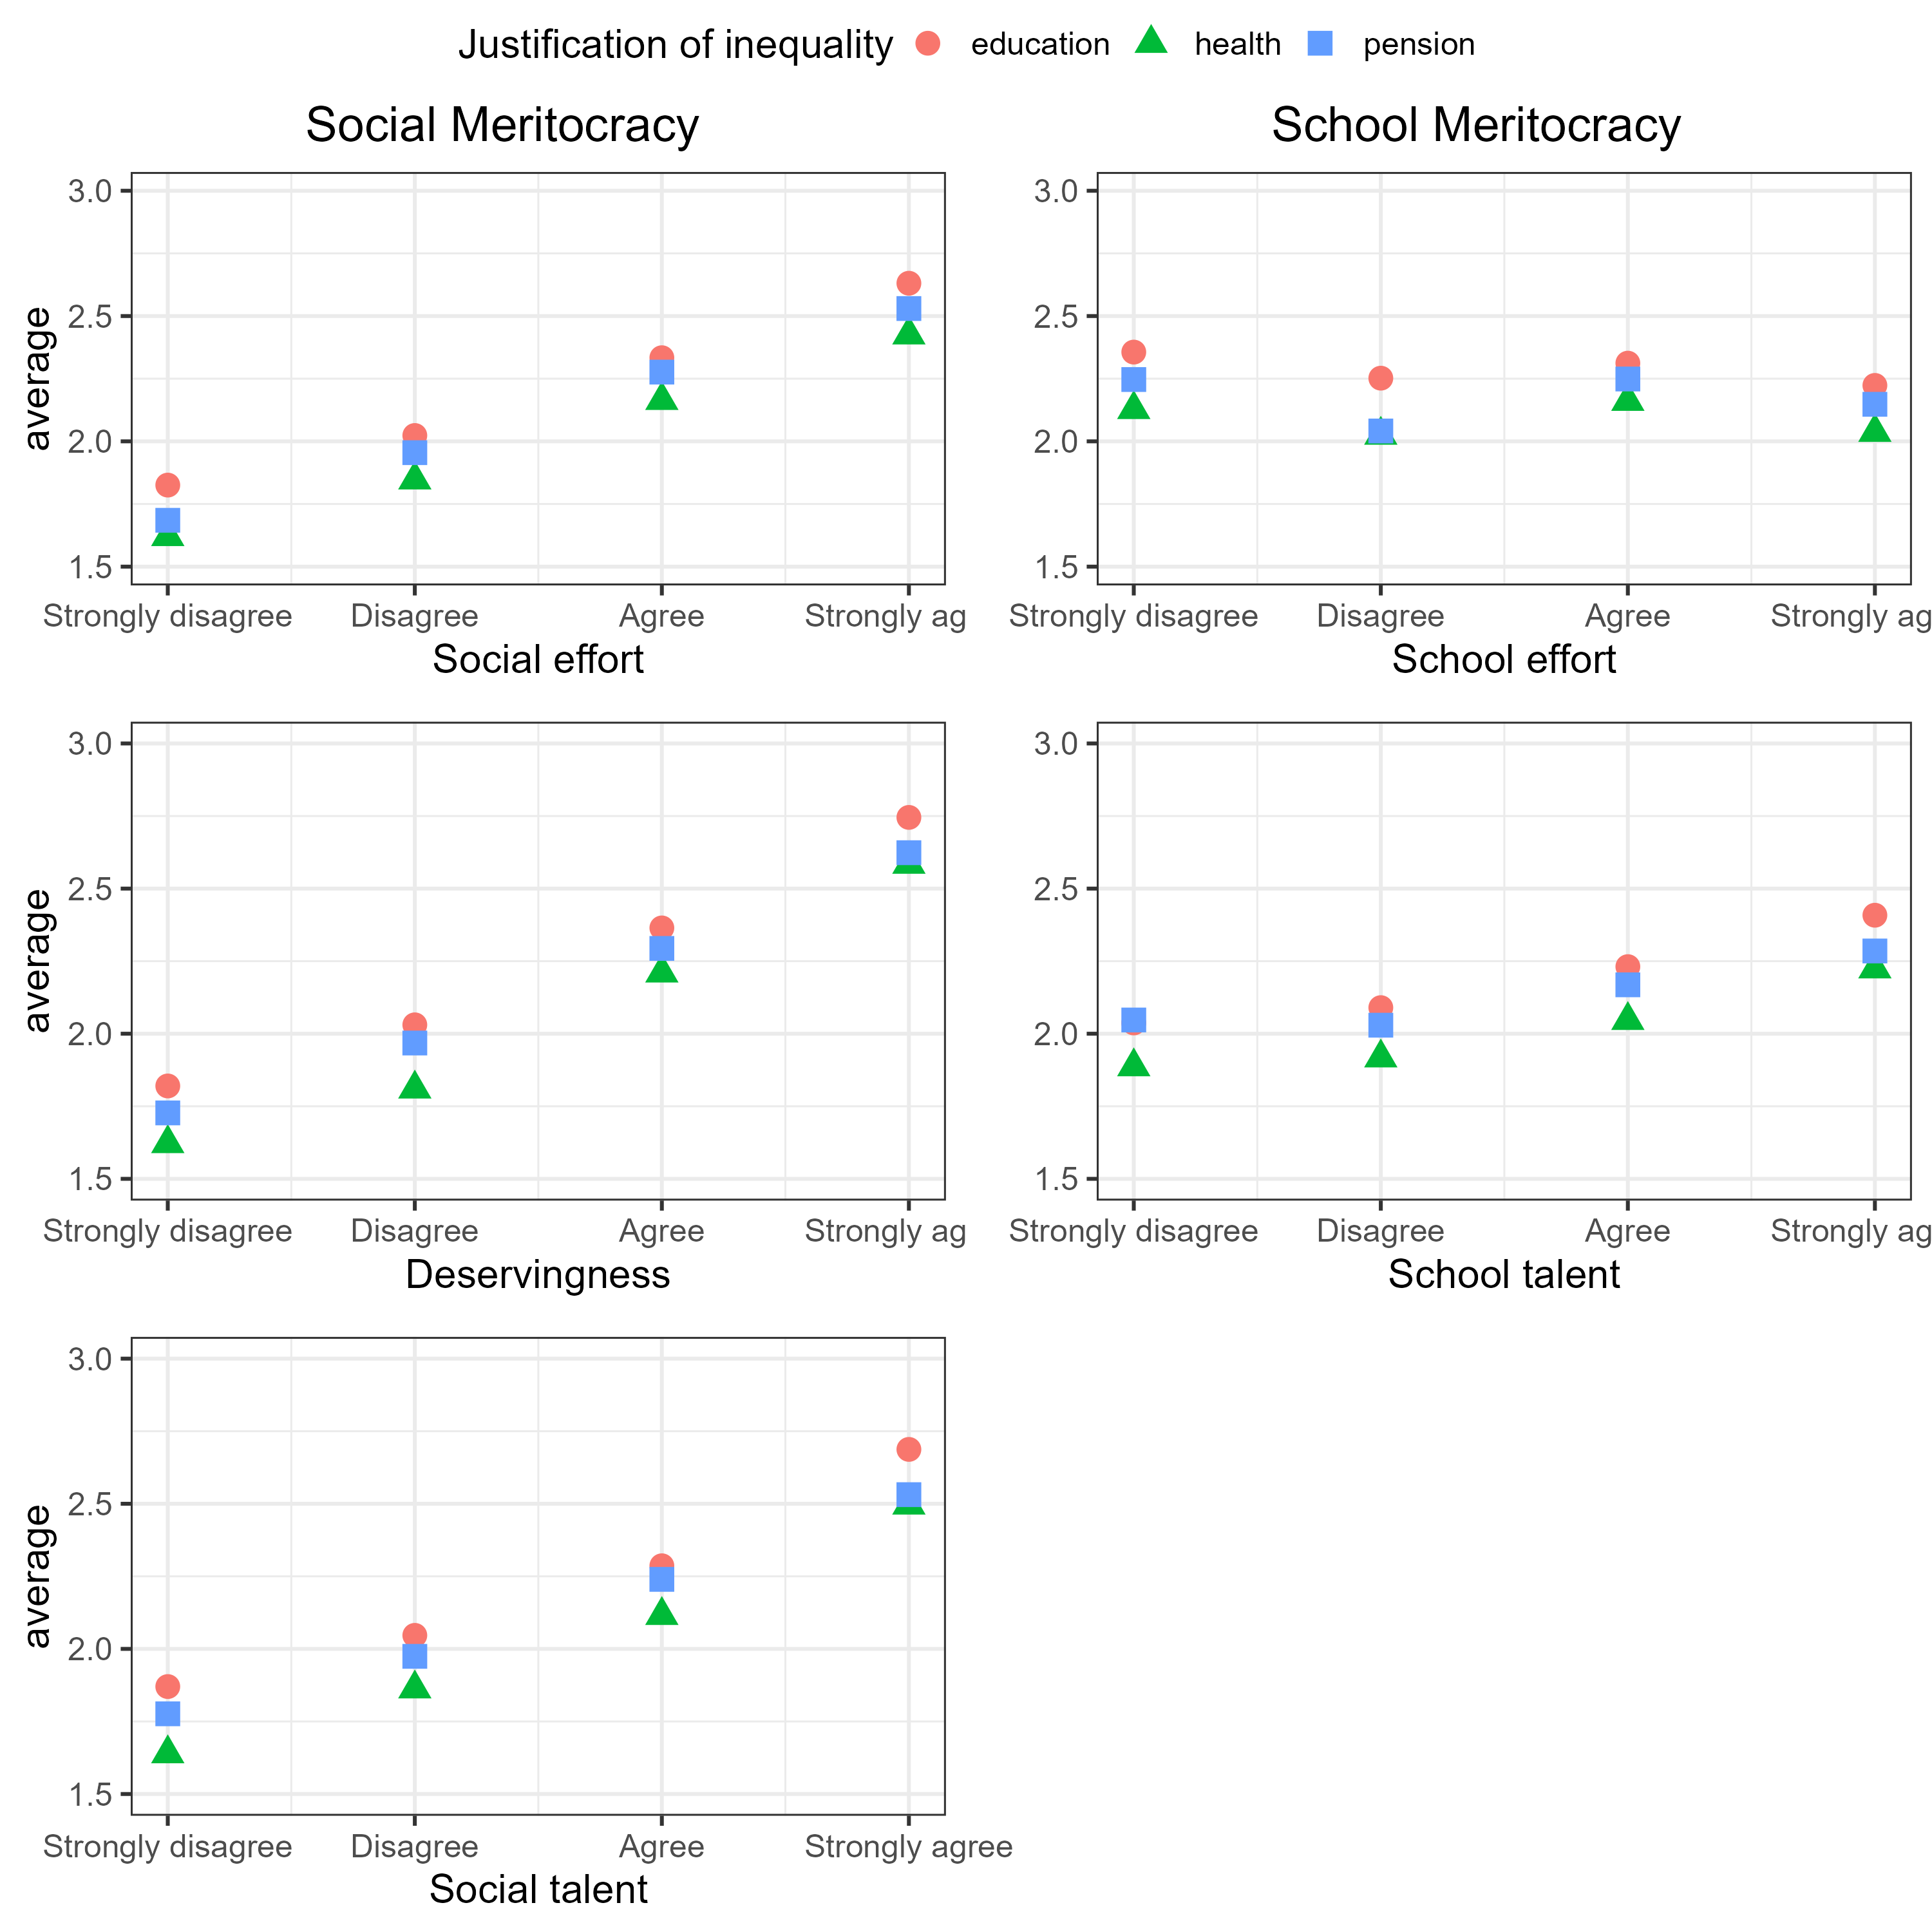 Justification of inequality education health pension
Social Meritocracy
3.0
2.5
2.0
1.5
average
Strongly disagree Disagree Agree Strongly ag
Social effort
School Meritocracy
3.0
2.5
2.0
1.5
Strongly disagree Disagree Agree Strongly ag
School effort
3.0
2.5
2.0
1.5
average
Strongly disagree Disagree Agree Strongly ag
Deservingness
3.0
2.5
2.0
1.5
Strongly disagree Disagree Agree Strongly ag
School talent
3.0
2.5
2.0
1.5
average
Strongly disagree Disagree Agree Strongly agree
Social talent